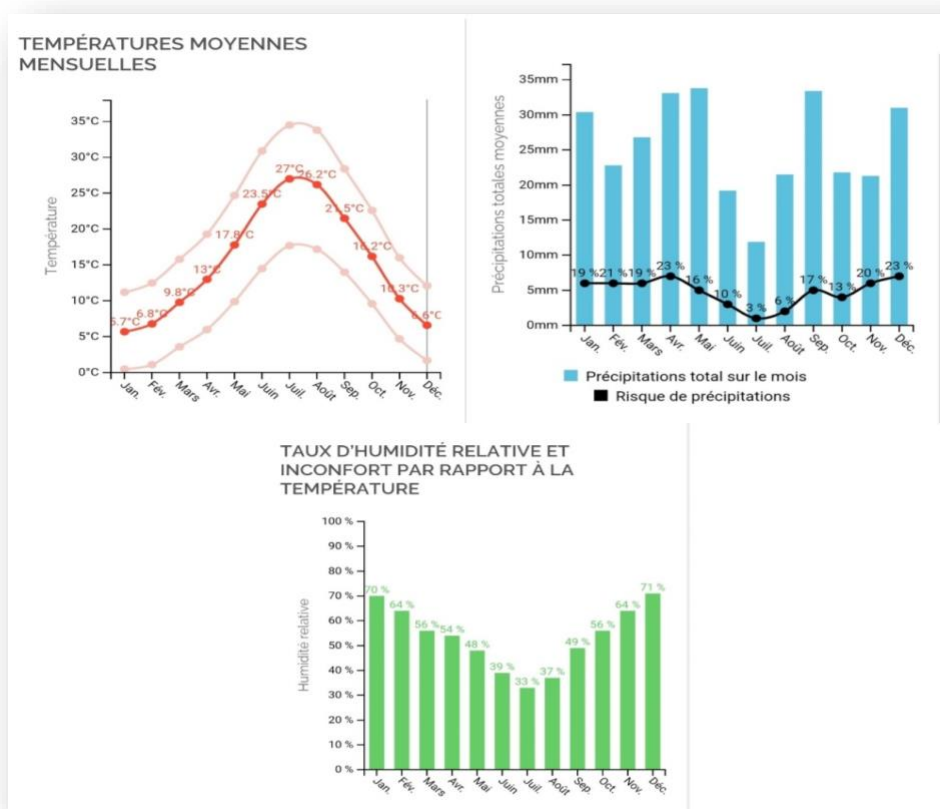 TEMPÉRATURES MOYENNES
MENSUELLES
Température
35°C
30°C
25°C
20°C
15°C
10°C
5°C
0°C
5.7°C
6.8°C
9.8°C
13°C
17.8°C
23.5°C
27°C
26.2°C
21.5°C
16.2°C
10.3°C
6.6°C
Jan.
Fév.
Mars
Avr.
Mai
Juin
Juil.
Août
Sep.
Oct.
Nov.
Déc.
Précipitations totales moyennes
35mm
30mm
25mm
20mm
15mm
10mm
5mm
0mm
19 %
21 %
19 %
23 %
16 %
10 %
3 %
6 %
17 %
13 %
20 %
23 %
Jan.
Fév.
Mars
Avr.
Mai
Juin
Juil.
Août
Sep.
Oct.
Nov.
Déc.
Précipitations total sur le mois
Risque de précipitations
TAUX D'HUMIDITÉ RELATIVE ET
INCONFORT PAR RAPPORT À LA
TEMPÉRATURE
Humidité relative
100 %
90 %
80 %
70 %
60 %
50 %
40 %
30 %
20 %
10 %
0 %
70 %
64 %
56 %
54 %
48 %
39 %
33 %
37 %
49 %
56 %
64 %
71 %
Jan.
Fév.
Mars
Avr.
Mai
Juin
Juil.
Août
Sep.
Oct.
Nov.
Déc.